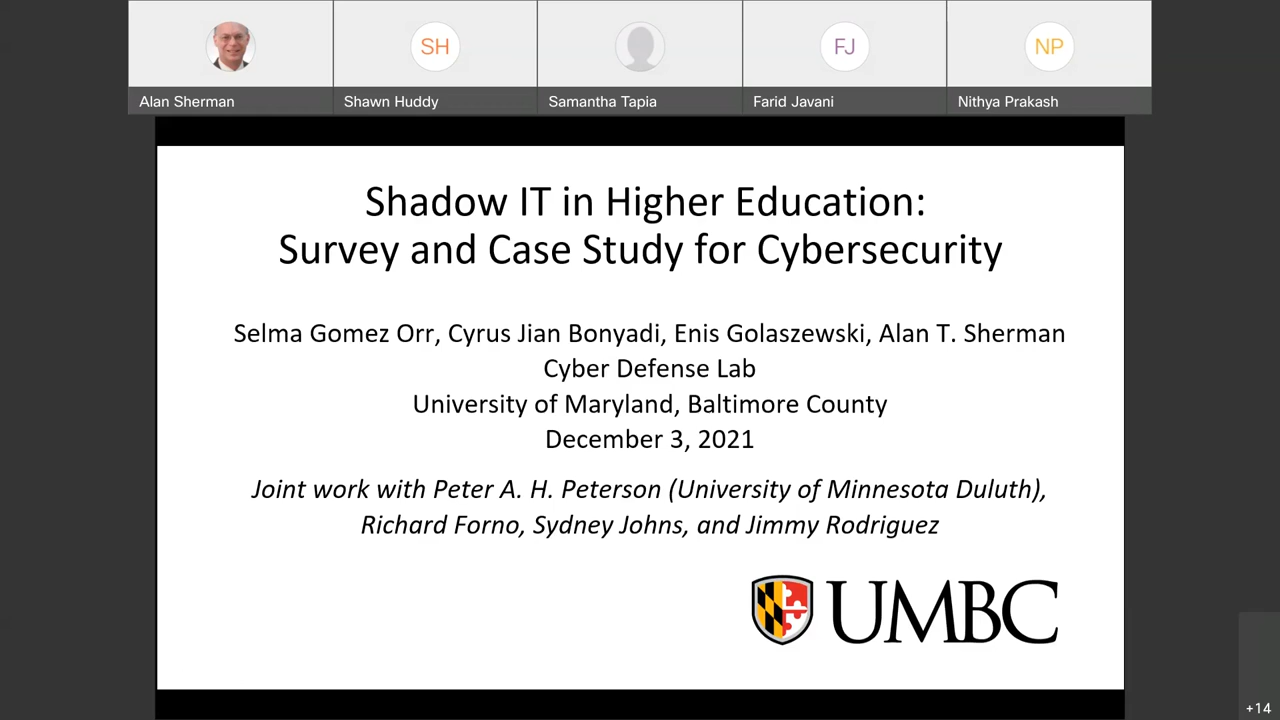 SH
FJ
NP
Alan Sherman
Shawn Huddy
Samantha Tapia
Farid Javani
Nithya Prakash
Shadow IT in Higher Education:
Survey and Case Study for Cybersecurity
Selma Gomez Orr, Cyrus Jian Bonyadi, Enis Golaszewski, Alan T. Sherman
Cyber Defense Lab
University of Maryland, Baltimore County
December 3, 2021
Joint work with Peter A. H. Peterson (University of Minnesota Duluth),
Richard Forno, Sydney Johns, and Jimmy Rodriguez
UMBC
+14